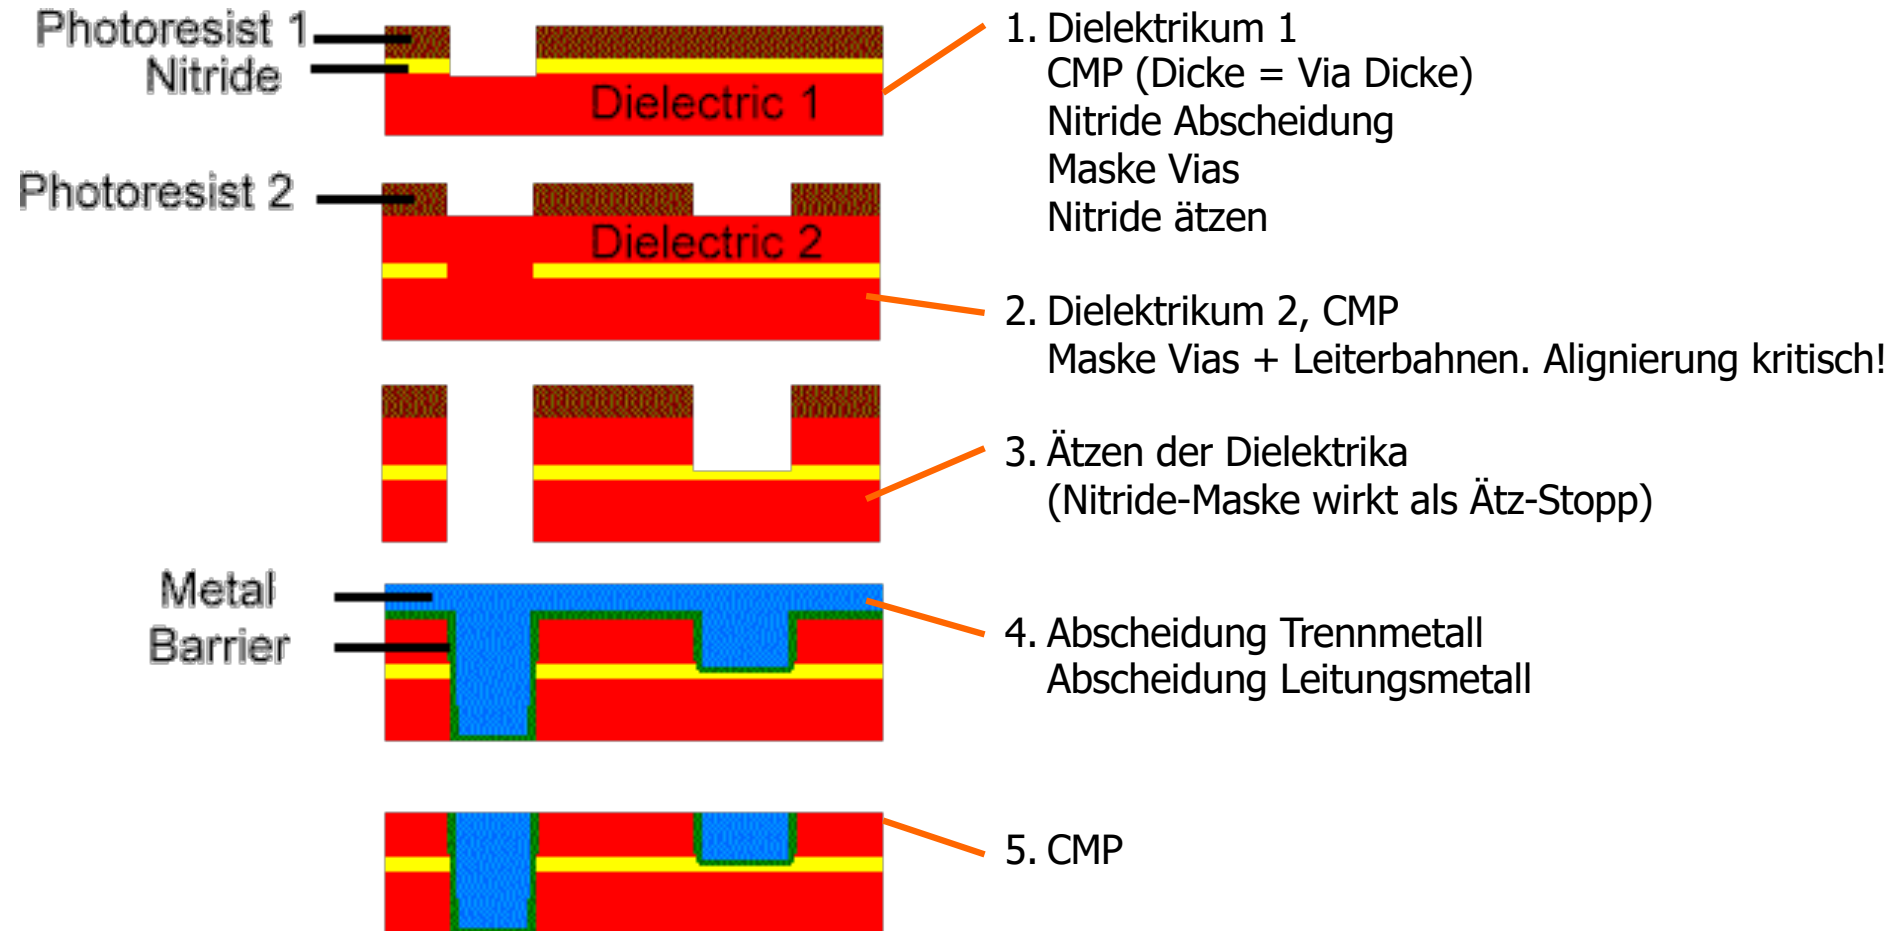 Photoresist 1
Nitride
Dielectric 1
1. Dielektrikum 1
CMP (Dicke = Via Dicke)
Nitride Abscheidung
Maske Vias
Nitride ätzen
Photoresist 2
Dielectric 2
2. Dielektrikum 2, CMP
Maske Vias + Leiterbahnen. Alignierung kritisch!
3. Ätzen der Dielektrika
(Nitride-Maske wirkt als Ätz-Stopp)
Metal
Barrier
4. Abscheidung Trennmetall
Abscheidung Leitungsmetall
5. CMP